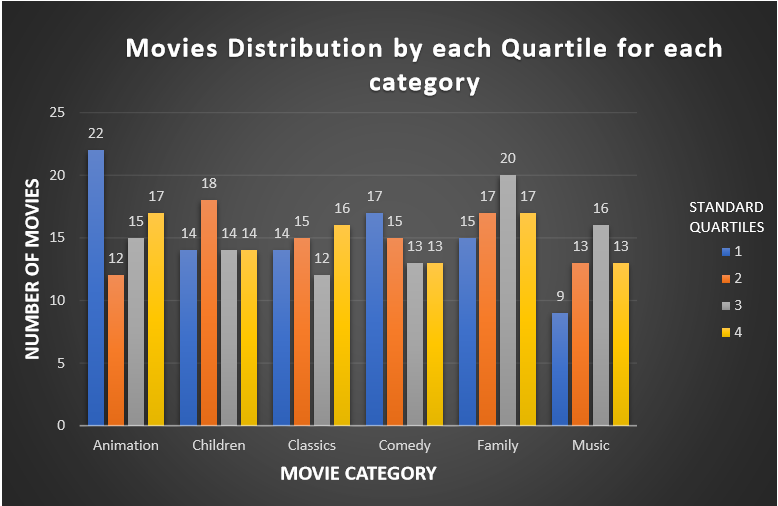 Movies Distribution by each Quartile for each
category
25
20
15
10
5
0
NUMBER OF MOVIES
22
12
15
17
14
18
14
14
14
15
12
16
17
15
13
13
15
17
20
17
9
13
16
13
Animation
Children
Classics
Comedy
Family
Music
MOVIE CATEGORY
STANDARD
QUARTILES
1
2
3
4